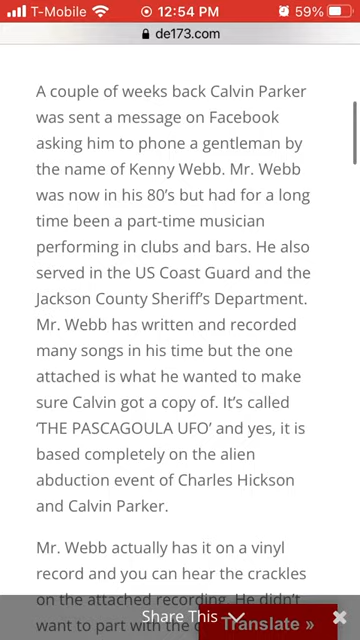 T-Mobile 12:54 PM 59%
de173.com
A couple of weeks back Calvin Parker
was sent a message on Facebook
asking him to phone a gentleman by
the name of Kenny Webb. Mr. Webb
was now in his 80's but had for a long
time been a part-time musician
performing in clubs and bars. He also
served in the US Coast Guard and the
Jackson County Sheriff's Department.
Mr. Webb has written and recorded
many songs in his time but the one
attached is what he wanted to make
sure Calvin got a copy of. It's called
'THE PASCAGOULA UFO' and yes, it is
based completely on the alien
abduction event of Charles Hickson
and Calvin Parker.
Mr. Webb actually has it on a vinyl
record and you can hear the crackles
on the attached recording. He didn't
want to part with the
Share This
Translate »